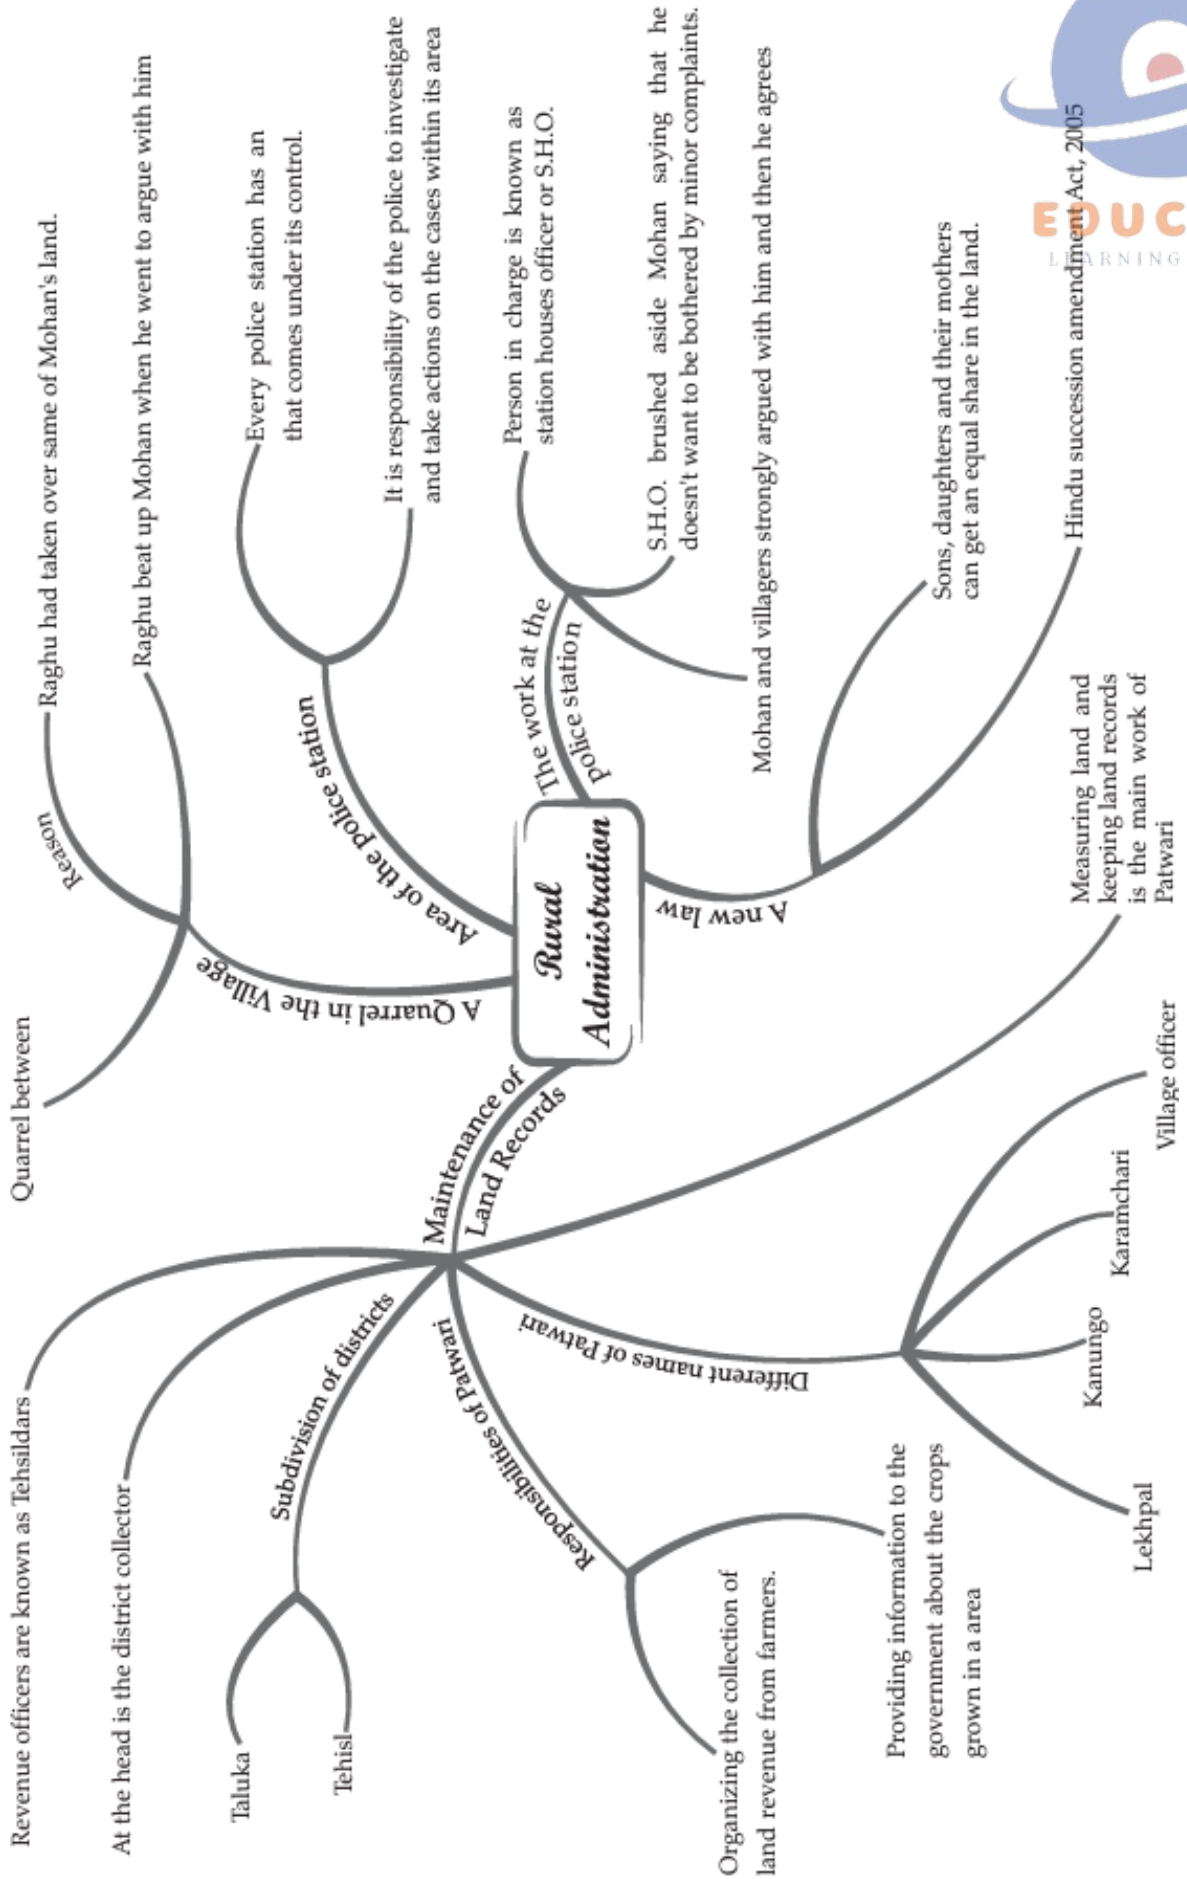 Rural
Administration
Maintenance of
Land Records
Revenue officers are known as Tehsildars
At the head is the district collector
Subdivision of districts
Taluka
Tehisl
Responsibilities of Patwari
Organizing the collection of
land revenue from farmers.
Providing information to the
government about the crops
grown in a area
Different names of Patwari
Lekhpal
Kanungo
Karamchari
Village officer
Measuring land and
keeping land records
is the main work of
Patwari
A Quarrel in the Village
Quarrel between
Reason
Raghu had taken over same of Mohan's land.
Raghu beat up Mohan when he went to argue with him
Area of the police station
Every police station has an
that comes under its control.
It is responsibility of the police to investigate
and take actions on the cases within its area
The work at the
police station
Person in charge is known as
station houses officer or S.H.O.
S.H.O. brushed aside Mohan saying that he
doesn't want to be bothered by minor complaints.
Mohan and villagers strongly argued with him and then he agrees
A new law
Sons, daughters and their mothers
can get an equal share in the land.
Hindu succession amendment Act, 2005
EDUC
LEARNING